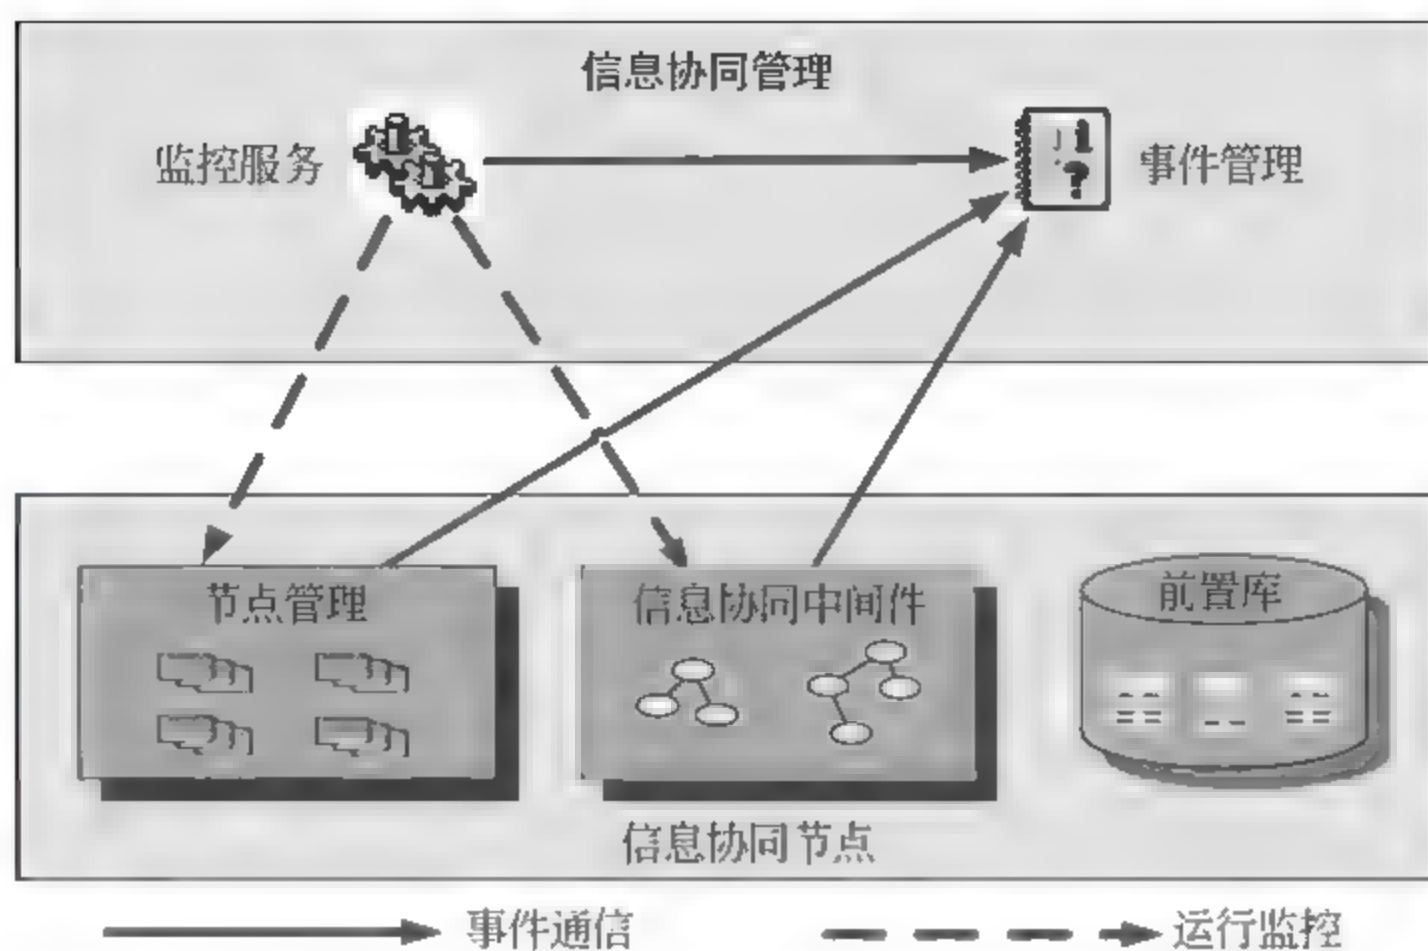 信息协同管理
监控服务
事件管理
节点管理
信息协同中间件
前置库
信息协同节点
事件通信
运行监控